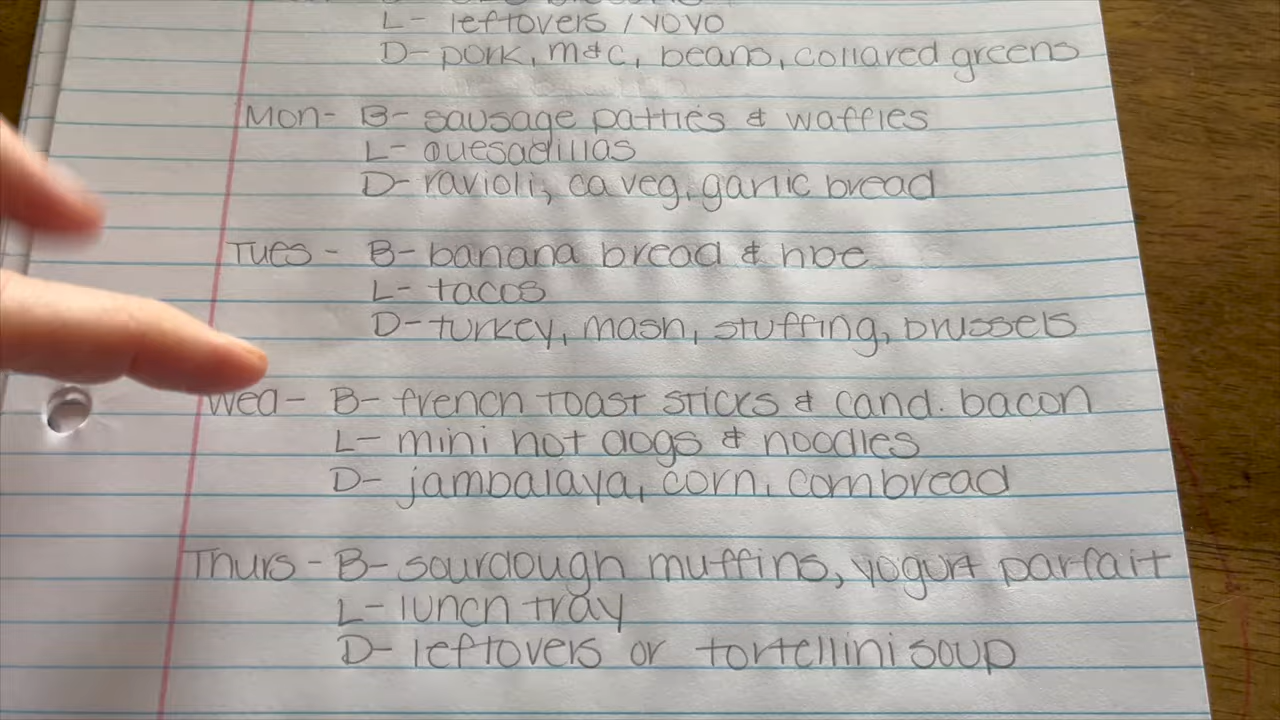 L- leftovers / YOYO
D- pork, m&c, beans, collared greens
Mon- B- sausage patties & waffles
L- quesadillas
D- ravioli, ca veg, garlic bread
Tues - B- banana bread & hbe
L- tacos
D- turkey, mash, stuffing, brussels
Wed- B- french toast sticks & cand. bacon
L- mini hot dogs & noodles
D- jambalaya, corn, cornbread
Thurs - B- sourdough muffins, yogurt parfait
L- lunch tray
D- leftovers or tortellini soup